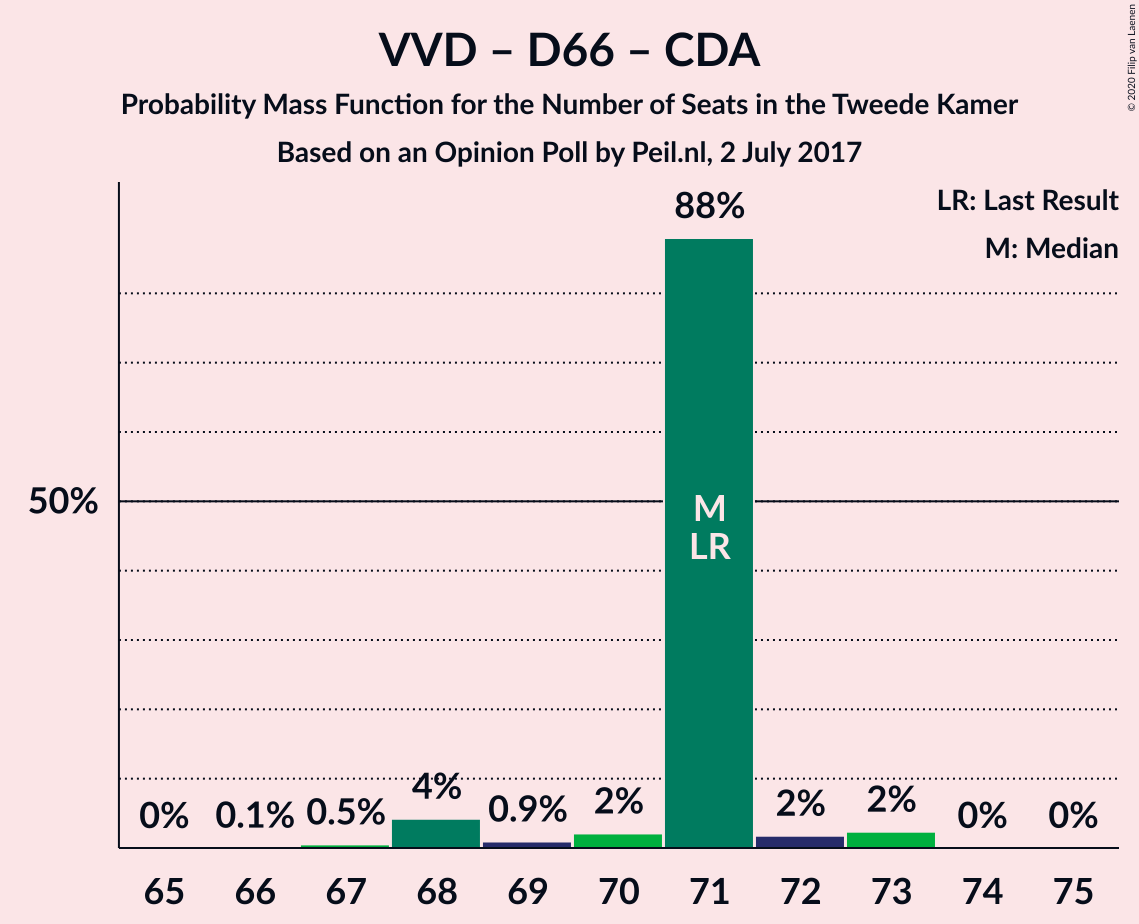 VVD – D66 – CDA
Probability Mass Function for the Number of Seats in the Tweede Kamer
Based on an Opinion Poll by Peil.nl, 2 July 2017
© 2020 Filip van Laenen
LR: Last Result
M: Median
88%
50%
M
LR
0% 0.1% 0.5% 4% 0.9% 2% 2% 2% 0% 0%
65 66 67 68 69 70 71 72 73 74 75